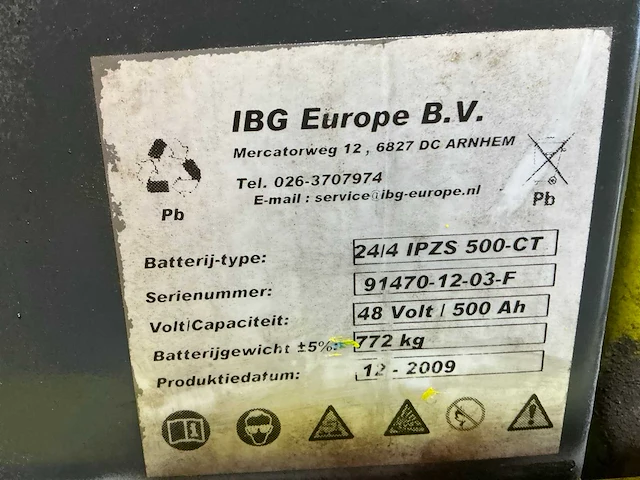 IBG Europe B.V.
Mercatorweg 12 , 6827 DC ARNHEM
Tel. 026-3707974
E-mail : service@ibg-europe.nl
Pb
Pb
Batterij-type: 24/4 IPZS 500-CT
Serienummer: 91470-12-03-F
Volt/Capaciteit: 48 Volt / 500 Ah
Batterijgewicht ±5%: 772 kg
Produktiedatum: 12 - 2009